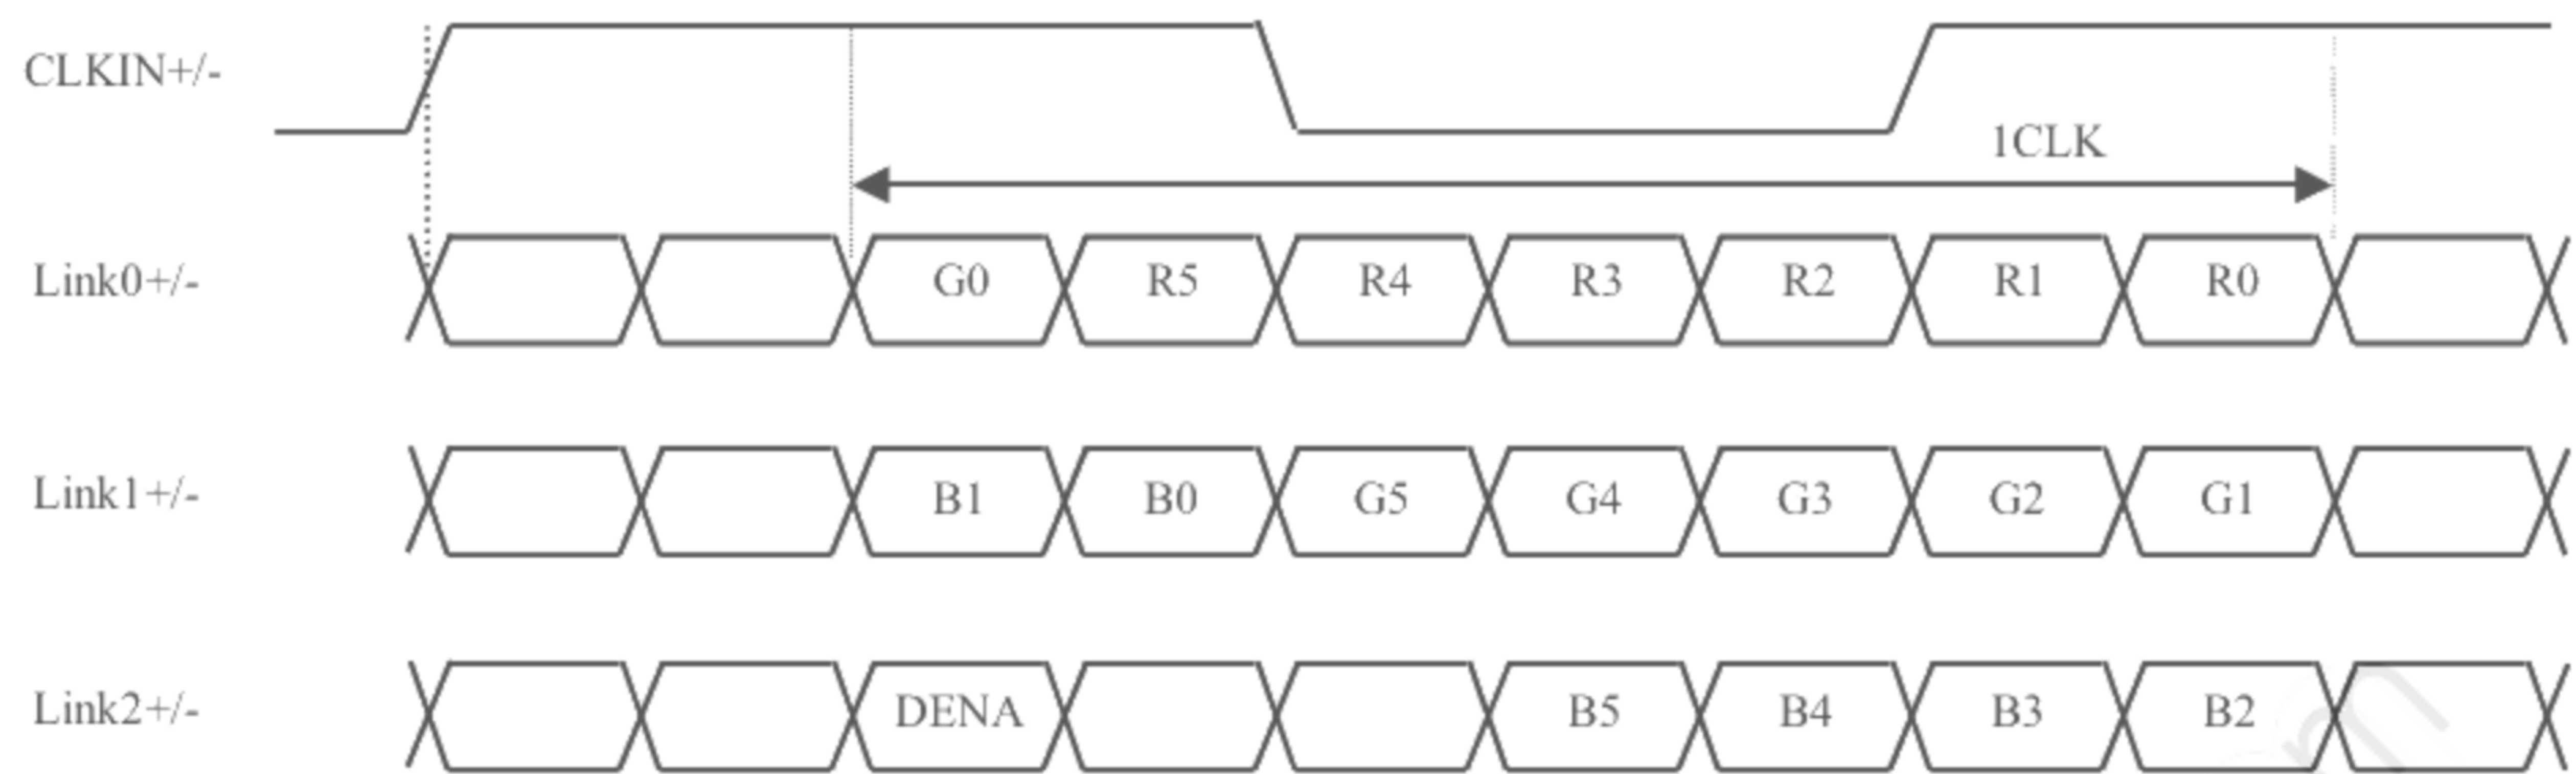 CLKIN+/-
1CLK
Link0+/- G0 R5 R4 R3 R2 R1 R0
Link1+/- B1 B0 G5 G4 G3 G2 G1
Link2+/- DENA B5 B4 B3 B2
m